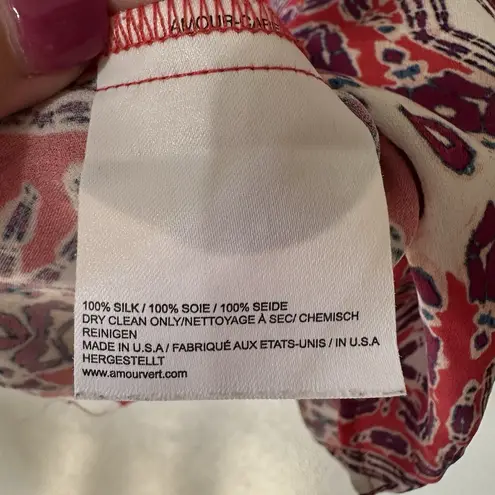 100% SILK / 100% SOIE / 100% SEIDE
DRY CLEAN ONLY/NETTOYAGE À SEC/ CHEMISCH
REINIGEN
MADE IN U.S.A / FABRIQUÉ AUX ETATS-UNIS / IN U.S.A
HERGESTELLT
www.amourvert.com